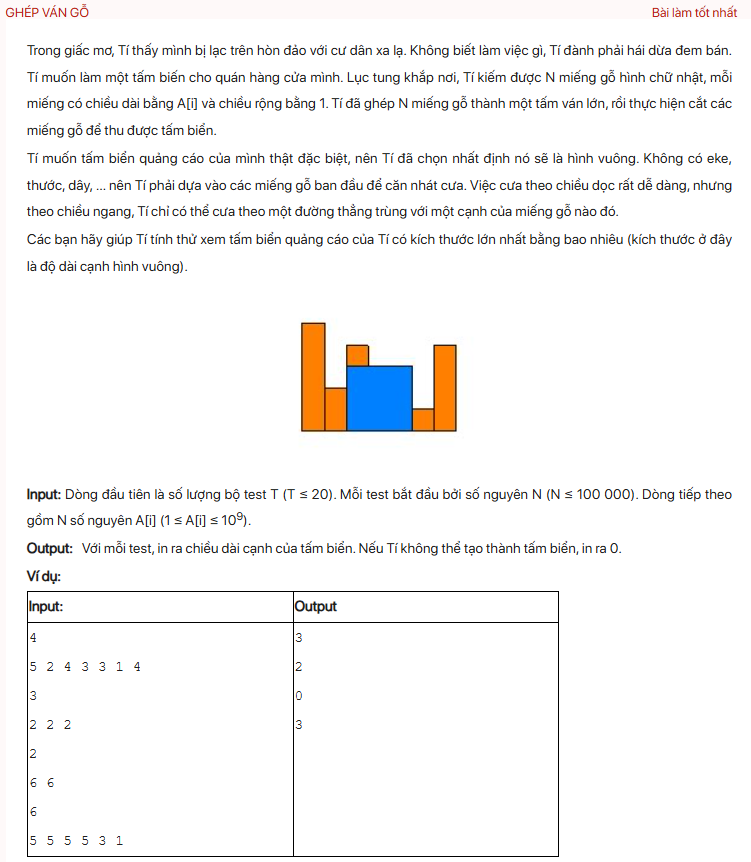 GHÉP VÁN GỖ
Bài làm tốt nhất
Trong giấc mơ, Tí thấy mình bị lạc trên hòn đảo với cư dân xa lạ. Không biết làm việc gì, Tí đành phải hái dừa đem bán.
Tí muốn làm một tấm biến cho quán hàng cửa mình. Lục tung khắp nơi, Tí kiếm được N miếng gỗ hình chữ nhật, mỗi
miếng có chiều dài bằng A[i] và chiều rộng bằng 1. Tí đã ghép N miếng gỗ thành một tấm ván lớn, rồi thực hiện cắt các
miếng gỗ để thu được tấm biển.
Tí muốn tấm biển quảng cáo của mình thật đặc biệt, nên Tí đã chọn nhất định nó sẽ là hình vuông. Không có eke,
thước, dây, ... nên Tí phải dựa vào các miếng gỗ ban đầu để căn nhát cưa. Việc cưa theo chiều dọc rất dễ dàng, nhưng
theo chiều ngang, Tí chỉ có thể cưa theo một đường thẳng trùng với một cạnh của miếng gỗ nào đó.
Các bạn hãy giúp Tí tính thử xem tấm biển quảng cáo của Tí có kích thước lớn nhất bằng bao nhiêu (kích thước ở đây
là độ dài cạnh hình vuông).
Input: Dòng đầu tiên là số lượng bộ test T (T ≤ 20). Mỗi test bắt đầu bởi số nguyên N (N ≤ 100 000). Dòng tiếp theo
gồm N số nguyên A[i] (1 ≤ A[i] ≤ 10⁹).
Output: Với mỗi test, in ra chiều dài cạnh của tấm biển. Nếu Tí không thể tạo thành tấm biển, in ra 0.
Ví dụ:
Input: Output
4 3
5 2 4 3 3 1 4 2
3 0
2 2 2 3
2
6 6
6
5 5 5 5 3 1